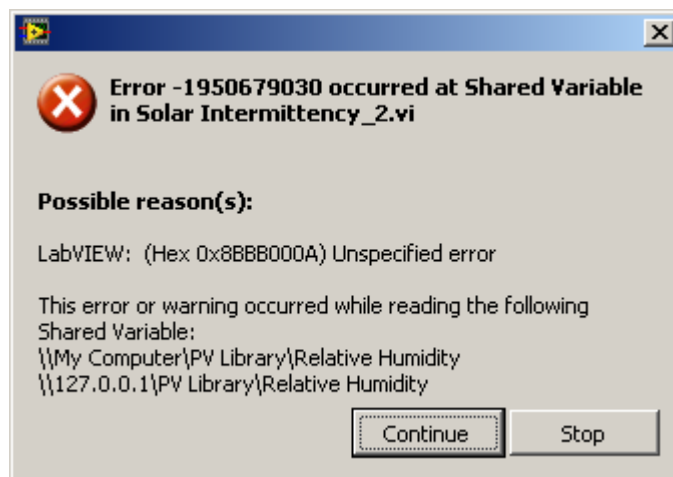 Error -1950679030 occurred at Shared Variable
in Solar Intermittency_2.vi
Possible reason(s):
LabVIEW:  (Hex 0x8BBB000A) Unspecified error
This error or warning occurred while reading the following
Shared Variable:
\\My Computer\PV Library\Relative Humidity
\\127.0.0.1\PV Library\Relative Humidity
Continue
Stop